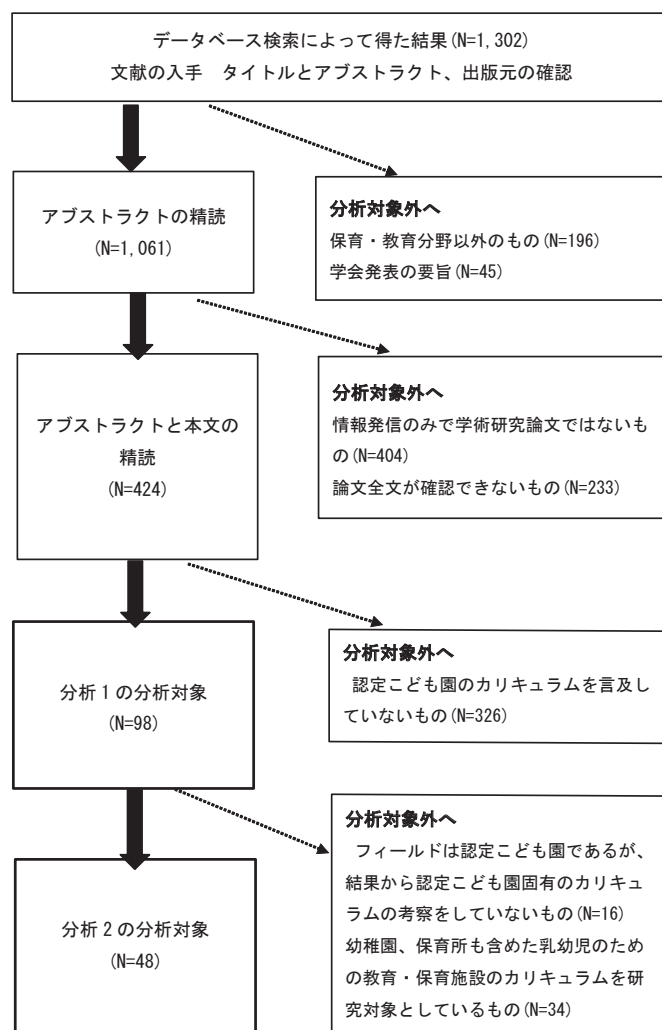 データベース検索によって得た結果(N=1,302)
文献の入手　タイトルとアブストラクト、出版元の確認
アブストラクトの精読
(N=1,061)
分析対象外へ
保育・教育分野以外のもの(N=196)
学会発表の要旨(N=45)
アブストラクトと本文の
精読
(N=424)
分析対象外へ
情報発信のみで学術研究論文ではないも
の(N=404)
論文全文が確認できないもの(N=233)
分析1の分析対象
(N=98)
分析対象外へ
認定こども園のカリキュラムを言及し
ていないもの(N=326)
分析2の分析対象
(N=48)
分析対象外へ
フィールドは認定こども園であるが、
結果から認定こども園固有のカリキュ
ラムの考察をしていないもの(N=16)
幼稚園、保育所も含めた乳幼児のため
の教育・保育施設のカリキュラムを研
究対象としているもの(N=34)